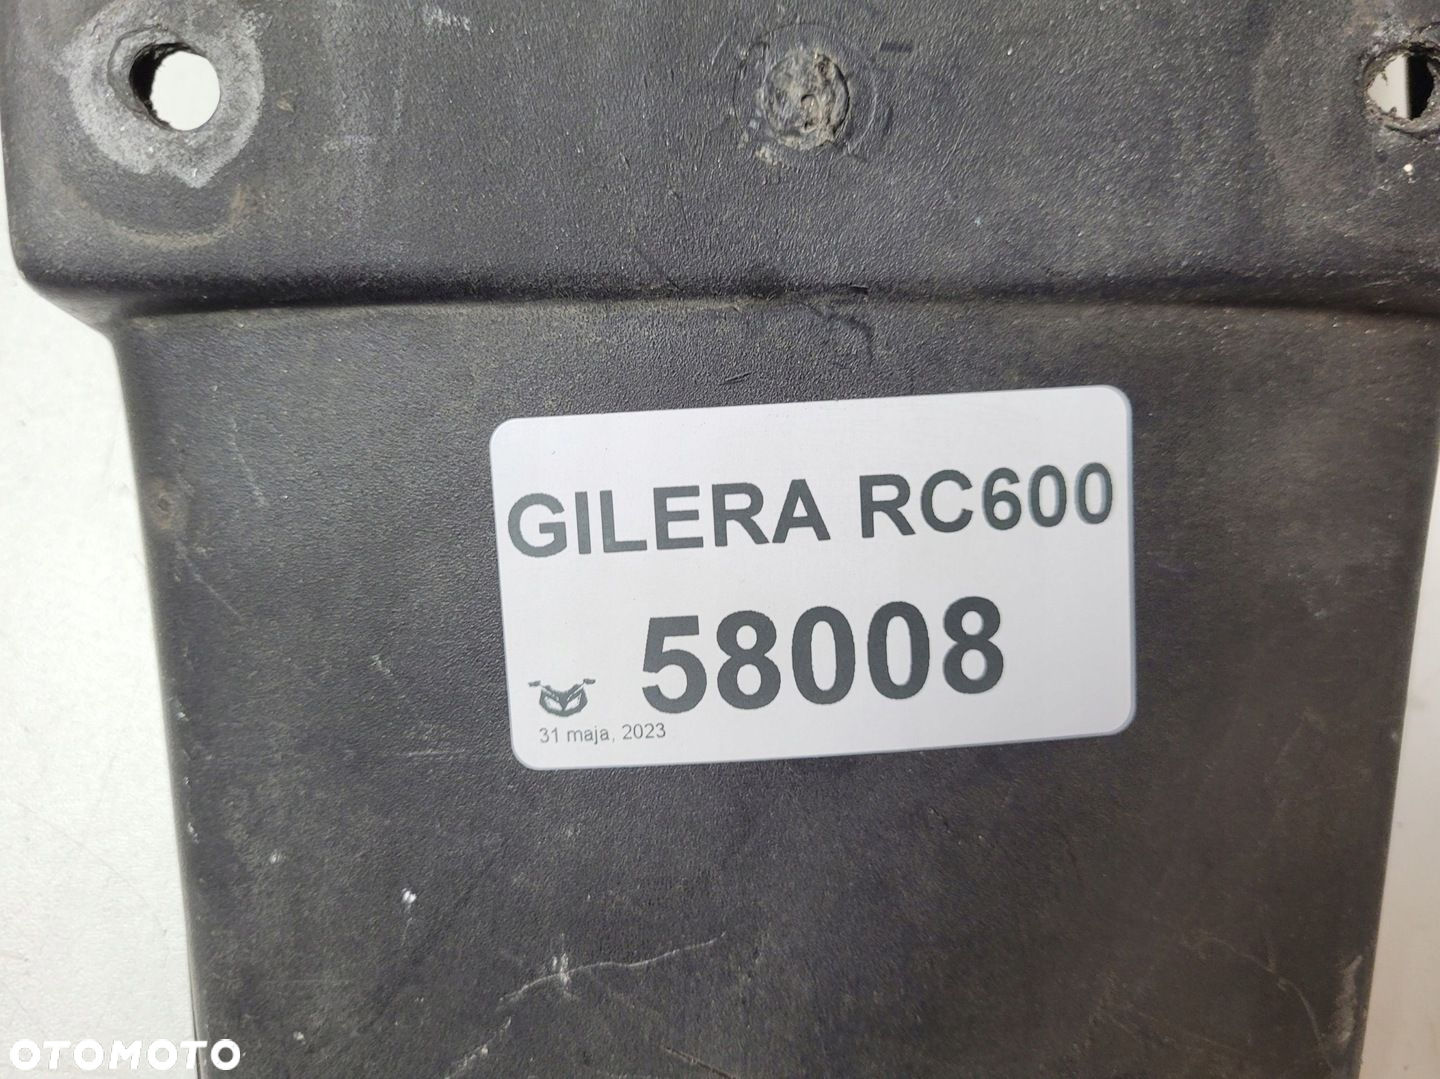 GILERA RC600
58008
31 maja, 2023
OTOMOTO